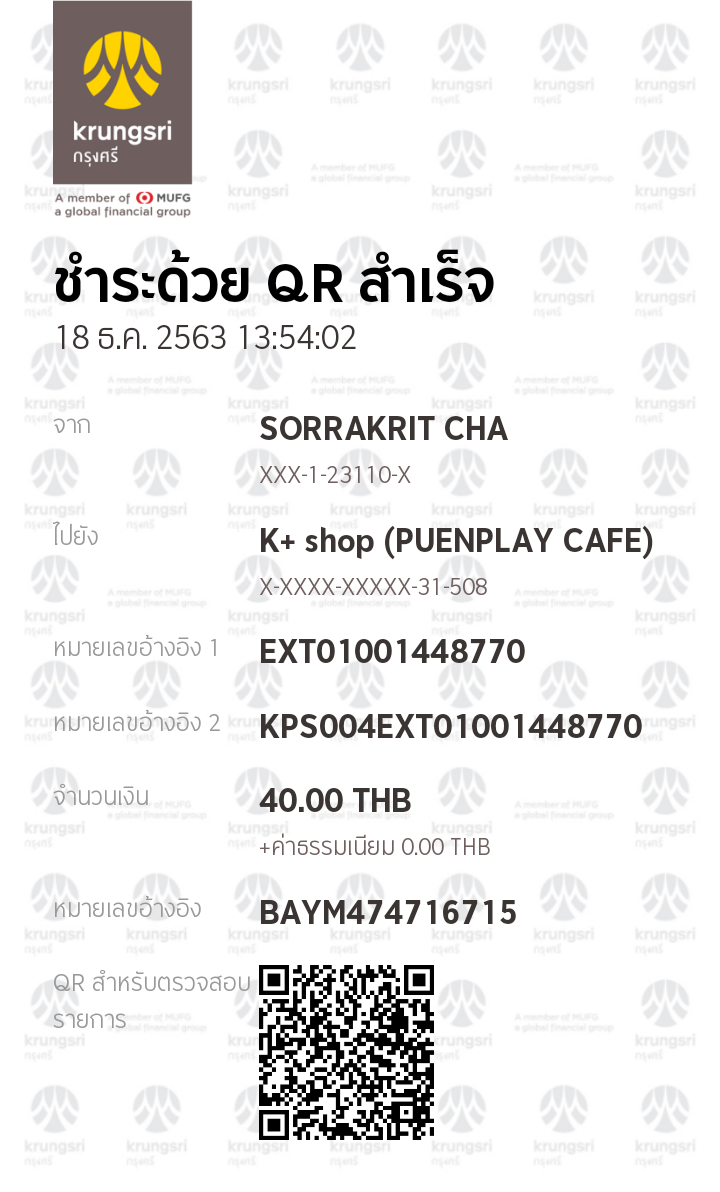 krungsri
กรุงศรี
A member of MUFG
a global financial group
ชำระด้วย QR สำเร็จ
18 ธ.ค. 2563 13:54:02
จาก
SORRAKRIT CHA
XXX-1-23110-X
ไปยัง
K+ shop (PUENPLAY CAFE)
X-XXXX-XXXXX-31-508
หมายเลขอ้างอิง 1
EXT01001448770
หมายเลขอ้างอิง 2
KPS004EXT01001448770
จำนวนเงิน
40.00 THB
+ค่าธรรมเนียม 0.00 THB
หมายเลขอ้างอิง
BAYM474716715
QR สำหรับตรวจสอบ
รายการ